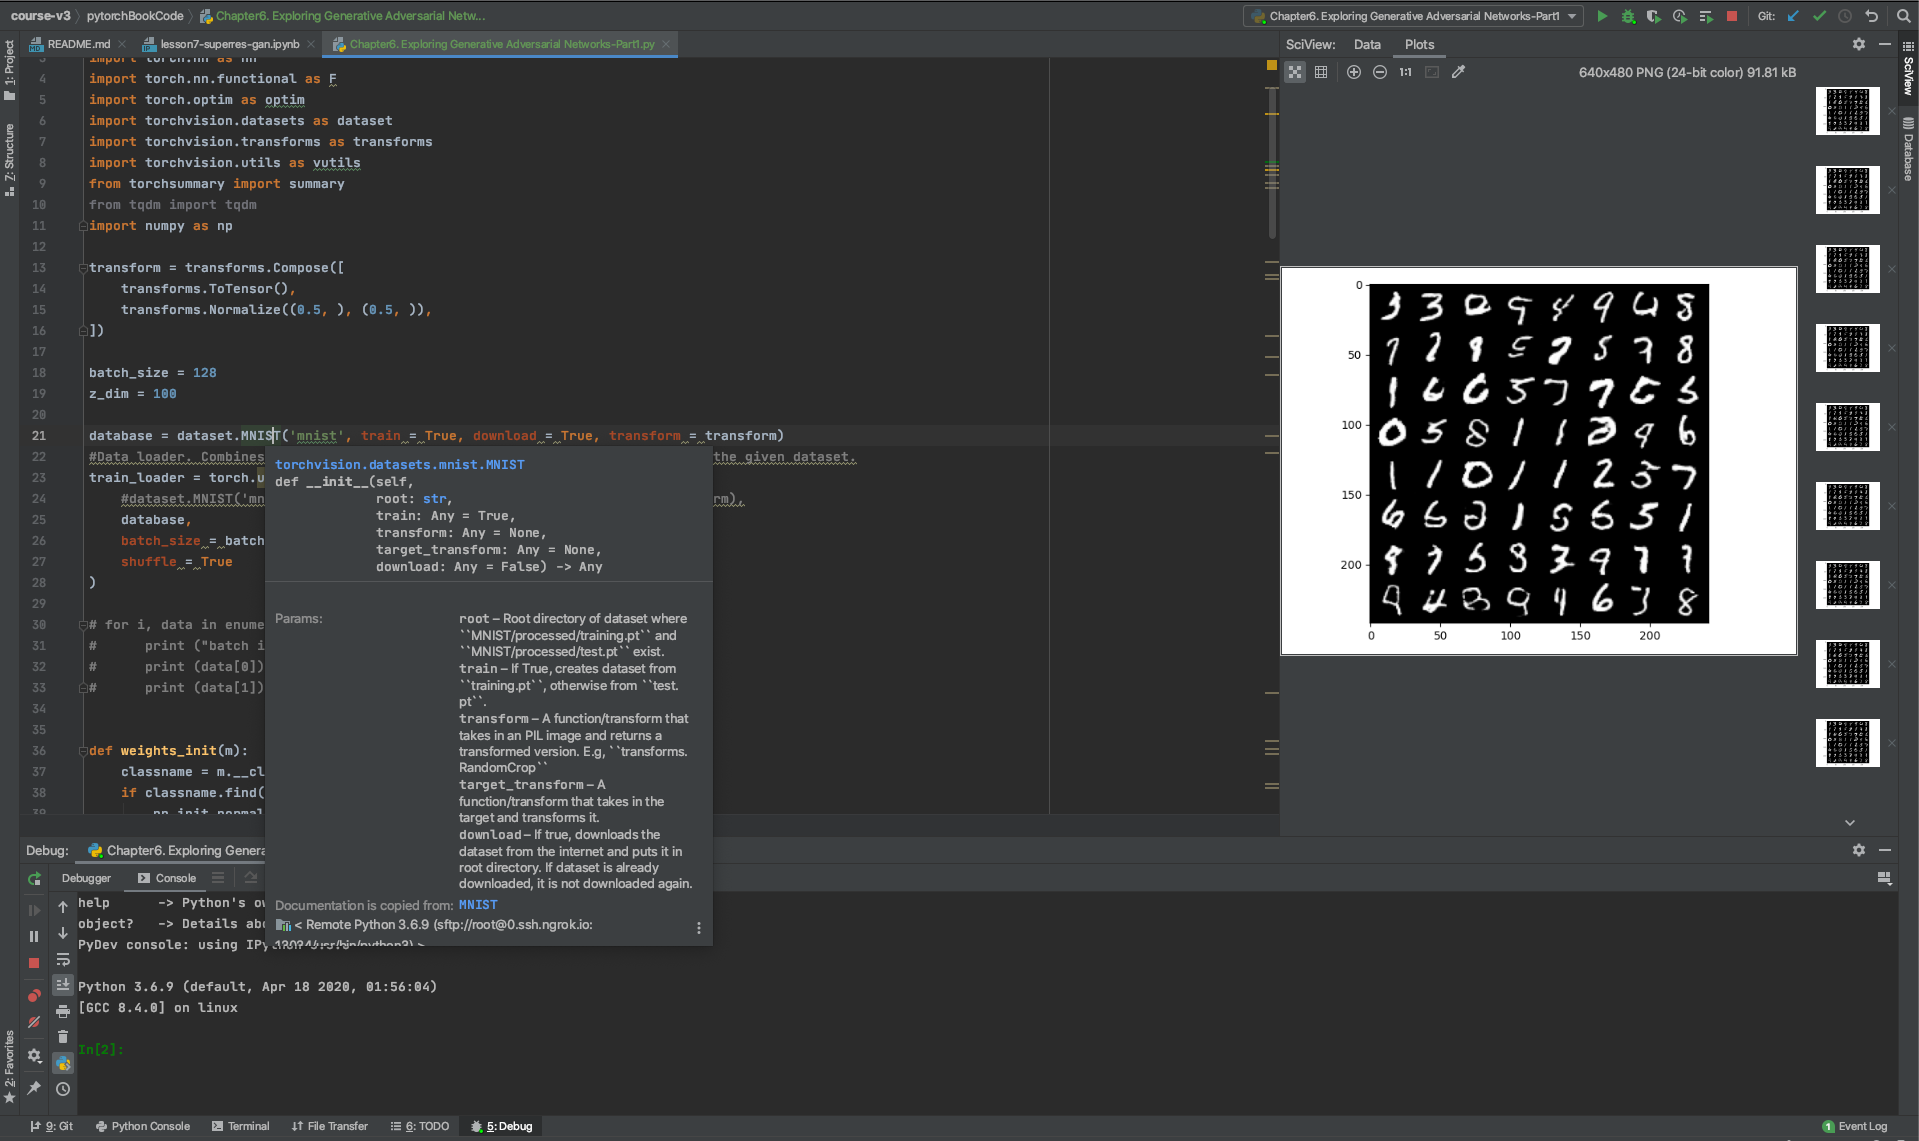 course-v3 pytorchBookCode Chapter6. Exploring Generative Adversarial Netw...
Chapter6. Exploring Generative Adversarial Networks-Part1
Git:
README.md lesson7-superres-gan.ipynb Chapter6. Exploring Generative Adversarial Networks-Part1.py
1: Project
7: Structure
2: Favorites
3 import torch.nn as nn
4 import torch.nn.functional as F
5 import torch.optim as optim
6 import torchvision.datasets as dataset
7 import torchvision.transforms as transforms
8 import torchvision.utils as vutils
9 from torchsummary import summary
10 from tqdm import tqdm
11 import numpy as np
12
13 transform = transforms.Compose([
14 transforms.ToTensor(),
15 transforms.Normalize((0.5, ), (0.5, )),
16 ])
17
18 batch_size = 128
19 z_dim = 100
20
21 database = dataset.MNIST('mnist', train = True, download = True, transform = transform)
22 #Data loader. Combines the given dataset.
23 train_loader = torch.u
24 #dataset.MNIST('mn rm),
25 database,
26 batch_size = batch
27 shuffle = True
28 )
29
30 # for i, data in enume
31 # print ("batch i
32 # print (data[0])
33 # print (data[1])
34
35
36 def weights_init(m):
37 classname = m.__cl
38 if classname.find(
39 nn.init.normal
torchvision.datasets.mnist.MNIST
def __init__(self,
root: str,
train: Any = True,
transform: Any = None,
target_transform: Any = None,
download: Any = False) -> Any
Params:
root – Root directory of dataset where
``MNIST/processed/training.pt`` and
``MNIST/processed/test.pt`` exist.
train – If True, creates dataset from
``training.pt``, otherwise from ``test.
pt``.
transform – A function/transform that
takes in an PIL image and returns a
transformed version. E.g, ``transforms.
RandomCrop``
target_transform – A
function/transform that takes in the
target and transforms it.
download – If true, downloads the
dataset from the internet and puts it in
root directory. If dataset is already
downloaded, it is not downloaded again.
Documentation is copied from: MNIST
< Remote Python 3.6.9 (sftp://root@0.ssh.ngrok.io:
12024/usr/bin/python3) >
SciView: Data Plots
1:1
640x480 PNG (24-bit color) 91.81 kB
SciView
Database
0
50
100
150
200
0 50 100 150 200
Debug: Chapter6. Exploring Genera
Debugger Console
help -> Python's ow
object? -> Details abo
PyDev console: using IPython 5.5.0
Python 3.6.9 (default, Apr 18 2020, 01:56:04)
[GCC 8.4.0] on linux
In[2]:
9: Git Python Console Terminal File Transfer 6: TODO 5: Debug
1 Event Log